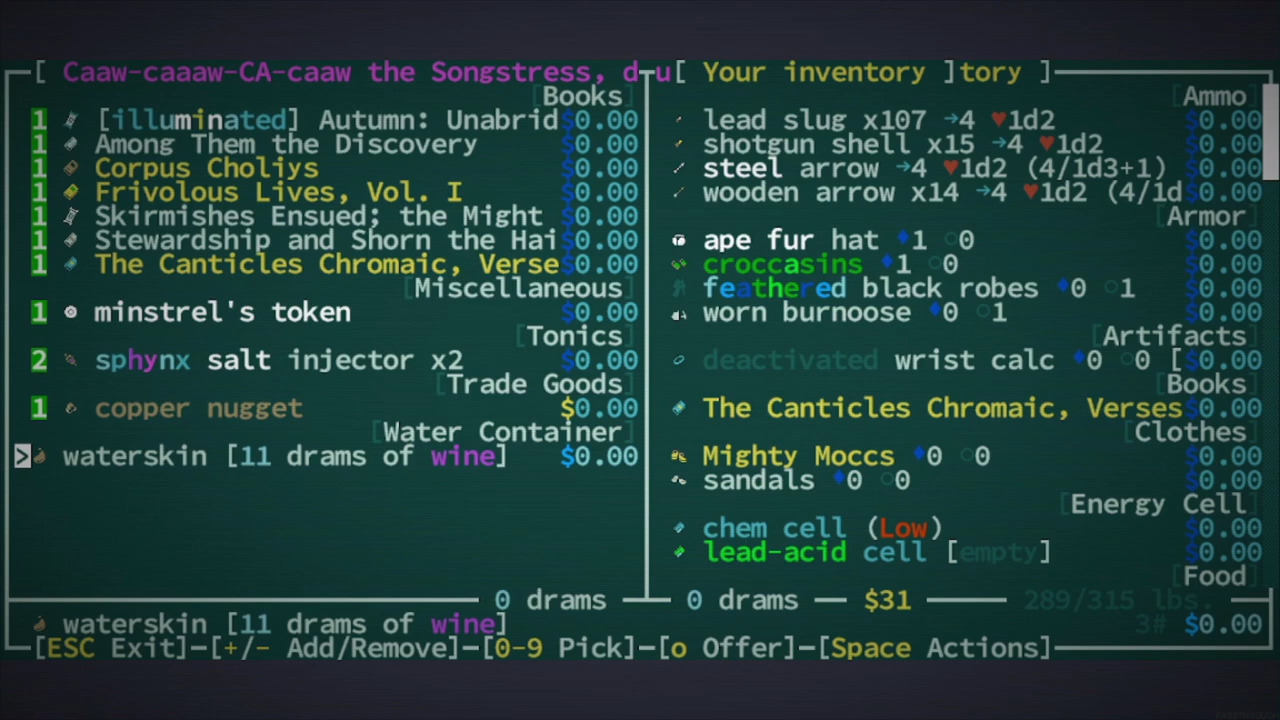 [ Caaw-caaaw-CA-caaw the Songstress, d u
[Books]
1 [illuminated] Autumn: Unabrid $0.00
1 Among Them the Discovery $0.00
1 Corpus Choliys $0.00
1 Frivolous Lives, Vol. I $0.00
1 Skirmishes Ensued; the Might $0.00
1 Stewardship and Shorn the Hai $0.00
1 The Canticles Chromaic, Verse $0.00
[Miscellaneous]
1 minstrel's token $0.00
[Tonics]
2 sphynx salt injector x2 $0.00
[Trade Goods]
1 copper nugget $0.00
[Water Container]
> waterskin [11 drams of wine] $0.00
0 drams
[ Your inventory ]tory ]
[Ammo]
lead slug x107 →4 ♥1d2 $0.00
shotgun shell x15 →4 ♥1d2 $0.00
steel arrow →4 ♥1d2 (4/1d3+1) $0.00
wooden arrow x14 →4 ♥1d2 (4/1d $0.00
[Armor]
ape fur hat ♦1 ○0 $0.00
croccasins ♦1 ○0 $0.00
feathered black robes ♦0 ○1 $0.00
worn burnoose ♦0 ○1 $0.00
[Artifacts]
deactivated wrist calc ♦0 ○0 [ $0.00
[Books]
The Canticles Chromaic, Verses $0.00
[Clothes]
Mighty Moccs ♦0 ○0 $0.00
sandals ♦0 ○0 $0.00
[Energy Cell]
chem cell (Low) $0.00
lead-acid cell [empty] $0.00
[Food]
0 drams — $31 289/315 lbs.
waterskin [11 drams of wine] 3# $0.00
[ESC Exit]—[+/- Add/Remove]—[0-9 Pick]—[o Offer]—[Space Actions]